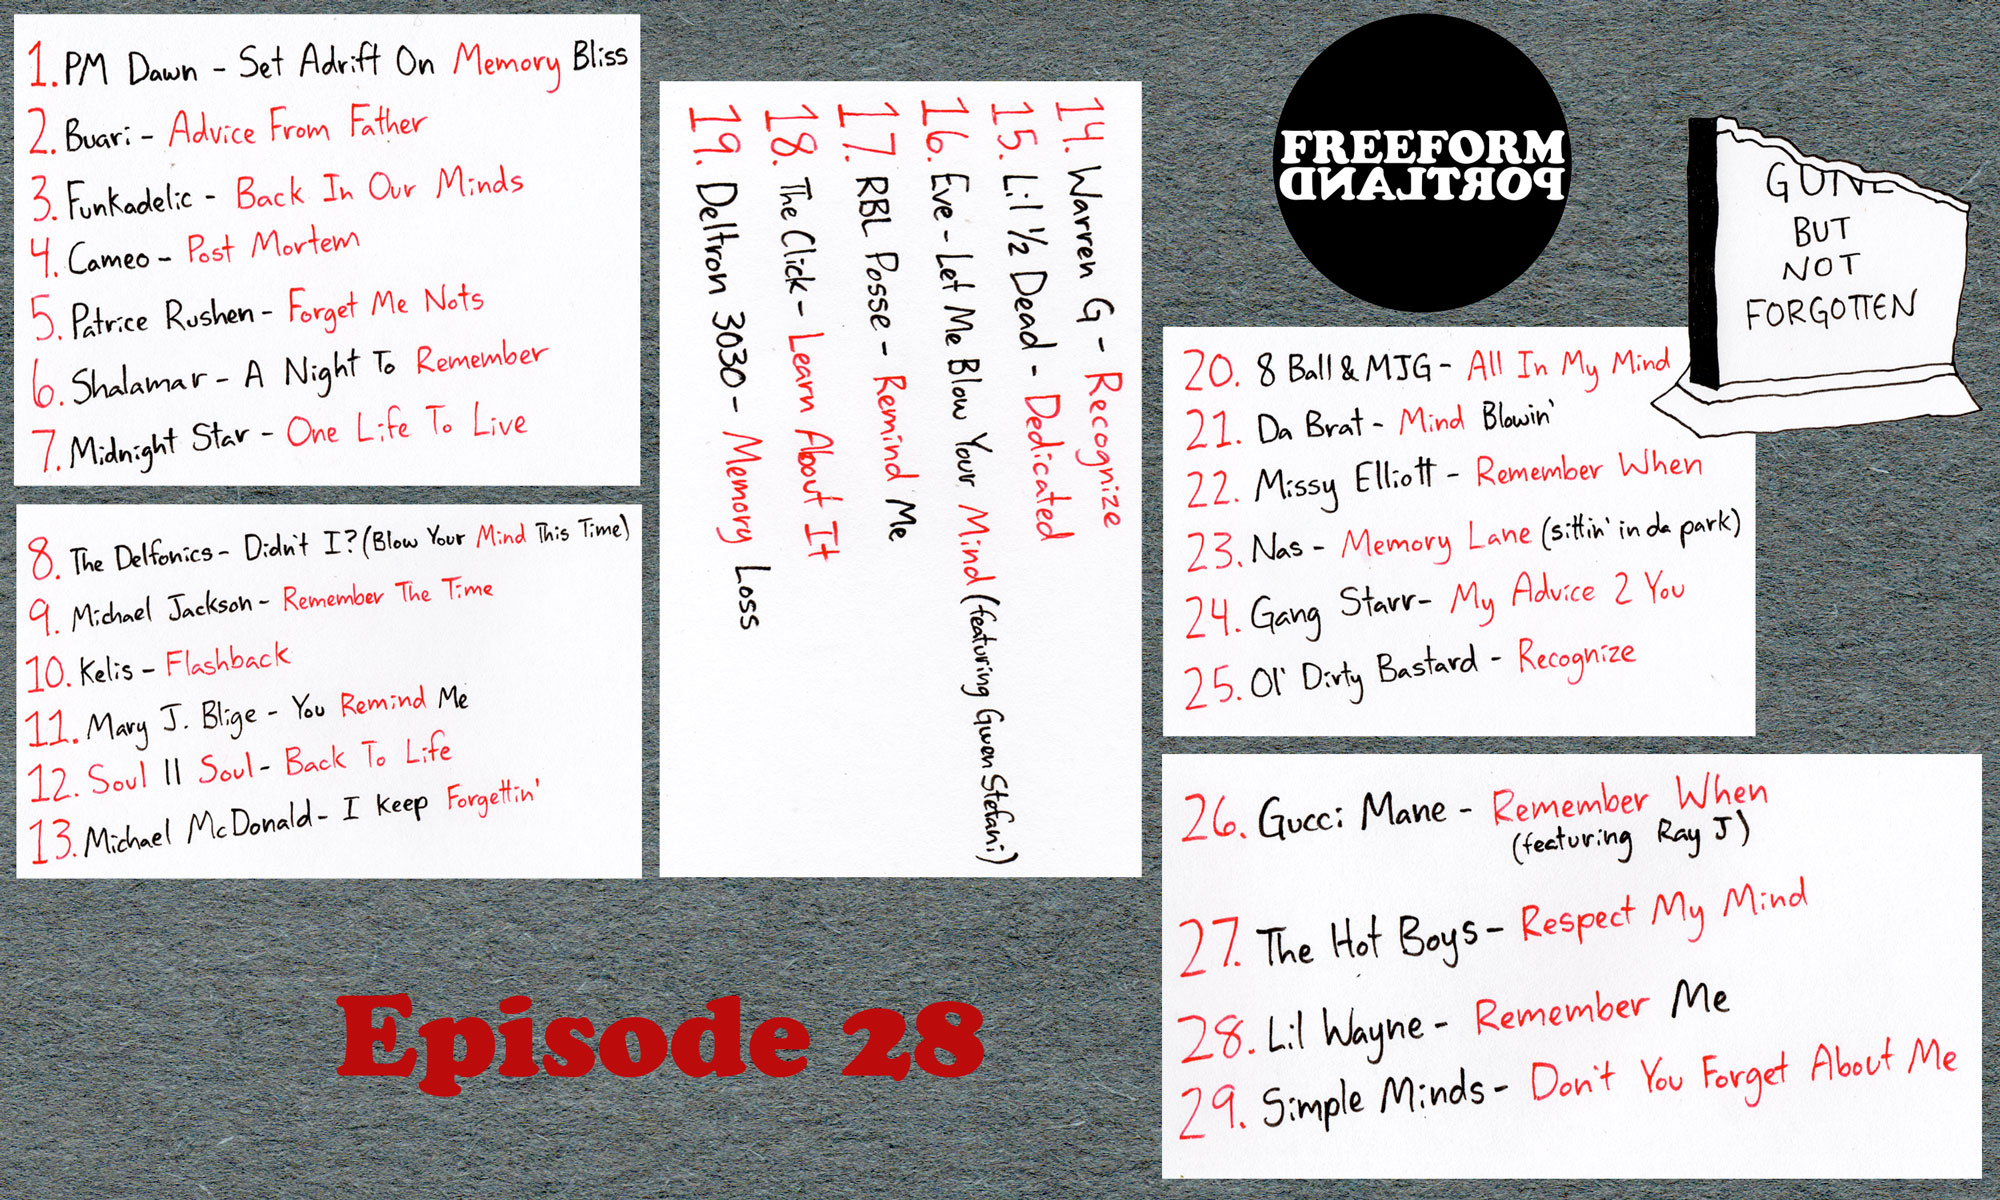 1. PM Dawn - Set Adrift On Memory Bliss
2. Buari - Advice From Father
3. Funkadelic - Back In Our Minds
4. Cameo - Post Mortem
5. Patrice Rushen - Forget Me Nots
6. Shalamar - A Night To Remember
7. Midnight Star - One Life To Live
8. The Delfonics - Didn't I? (Blow Your Mind This Time)
9. Michael Jackson - Remember The Time
10. Kelis - Flashback
11. Mary J. Blige - You Remind Me
12. Soul II Soul - Back To Life
13. Michael McDonald - I Keep Forgettin'
14. Warren G - Recognize
15. Lil 1/2 Dead - Dedicated
16. Eve - Let Me Blow Your Mind (featuring Gwen Stefani)
17. RBL Posse - Remind Me
18. The Click - Learn About It
19. Deltron 3030 - Memory Loss
FREEFORM
PORTLAND
GONE
BUT
NOT
FORGOTTEN
20. 8 Ball & MJG - All In My Mind
21. Da Brat - Mind Blowin'
22. Missy Elliott - Remember When
23. Nas - Memory Lane (sittin' in da park)
24. Gang Starr - My Advice 2 You
25. Ol' Dirty Bastard - Recognize
26. Gucci Mane - Remember When
(featuring Ray J)
27. The Hot Boys - Respect My Mind
28. Lil Wayne - Remember Me
29. Simple Minds - Don't You Forget About Me
Episode 28